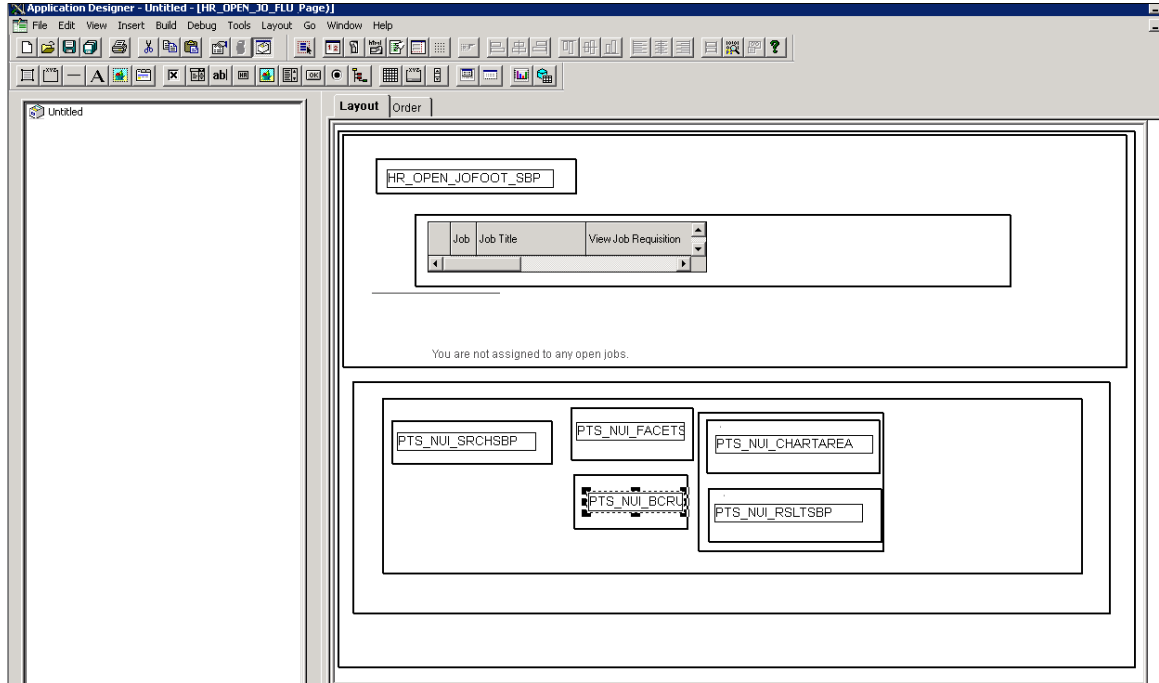 Application Designer - Untitled - [HR_OPEN_JO_FLU Page)]
File Edit View Insert Build Debug Tools Layout Go Window Help
Untitled
Layout Order
HR_OPEN_JOFOOT_SBP
Job Job Title View Job Requisition
You are not assigned to any open jobs.
PTS_NUI_SRCHSBP
PTS_NUI_FACETS
PTS_NUI_CHARTAREA
PTS_NUI_BCRU
PTS_NUI_RSLTSBP